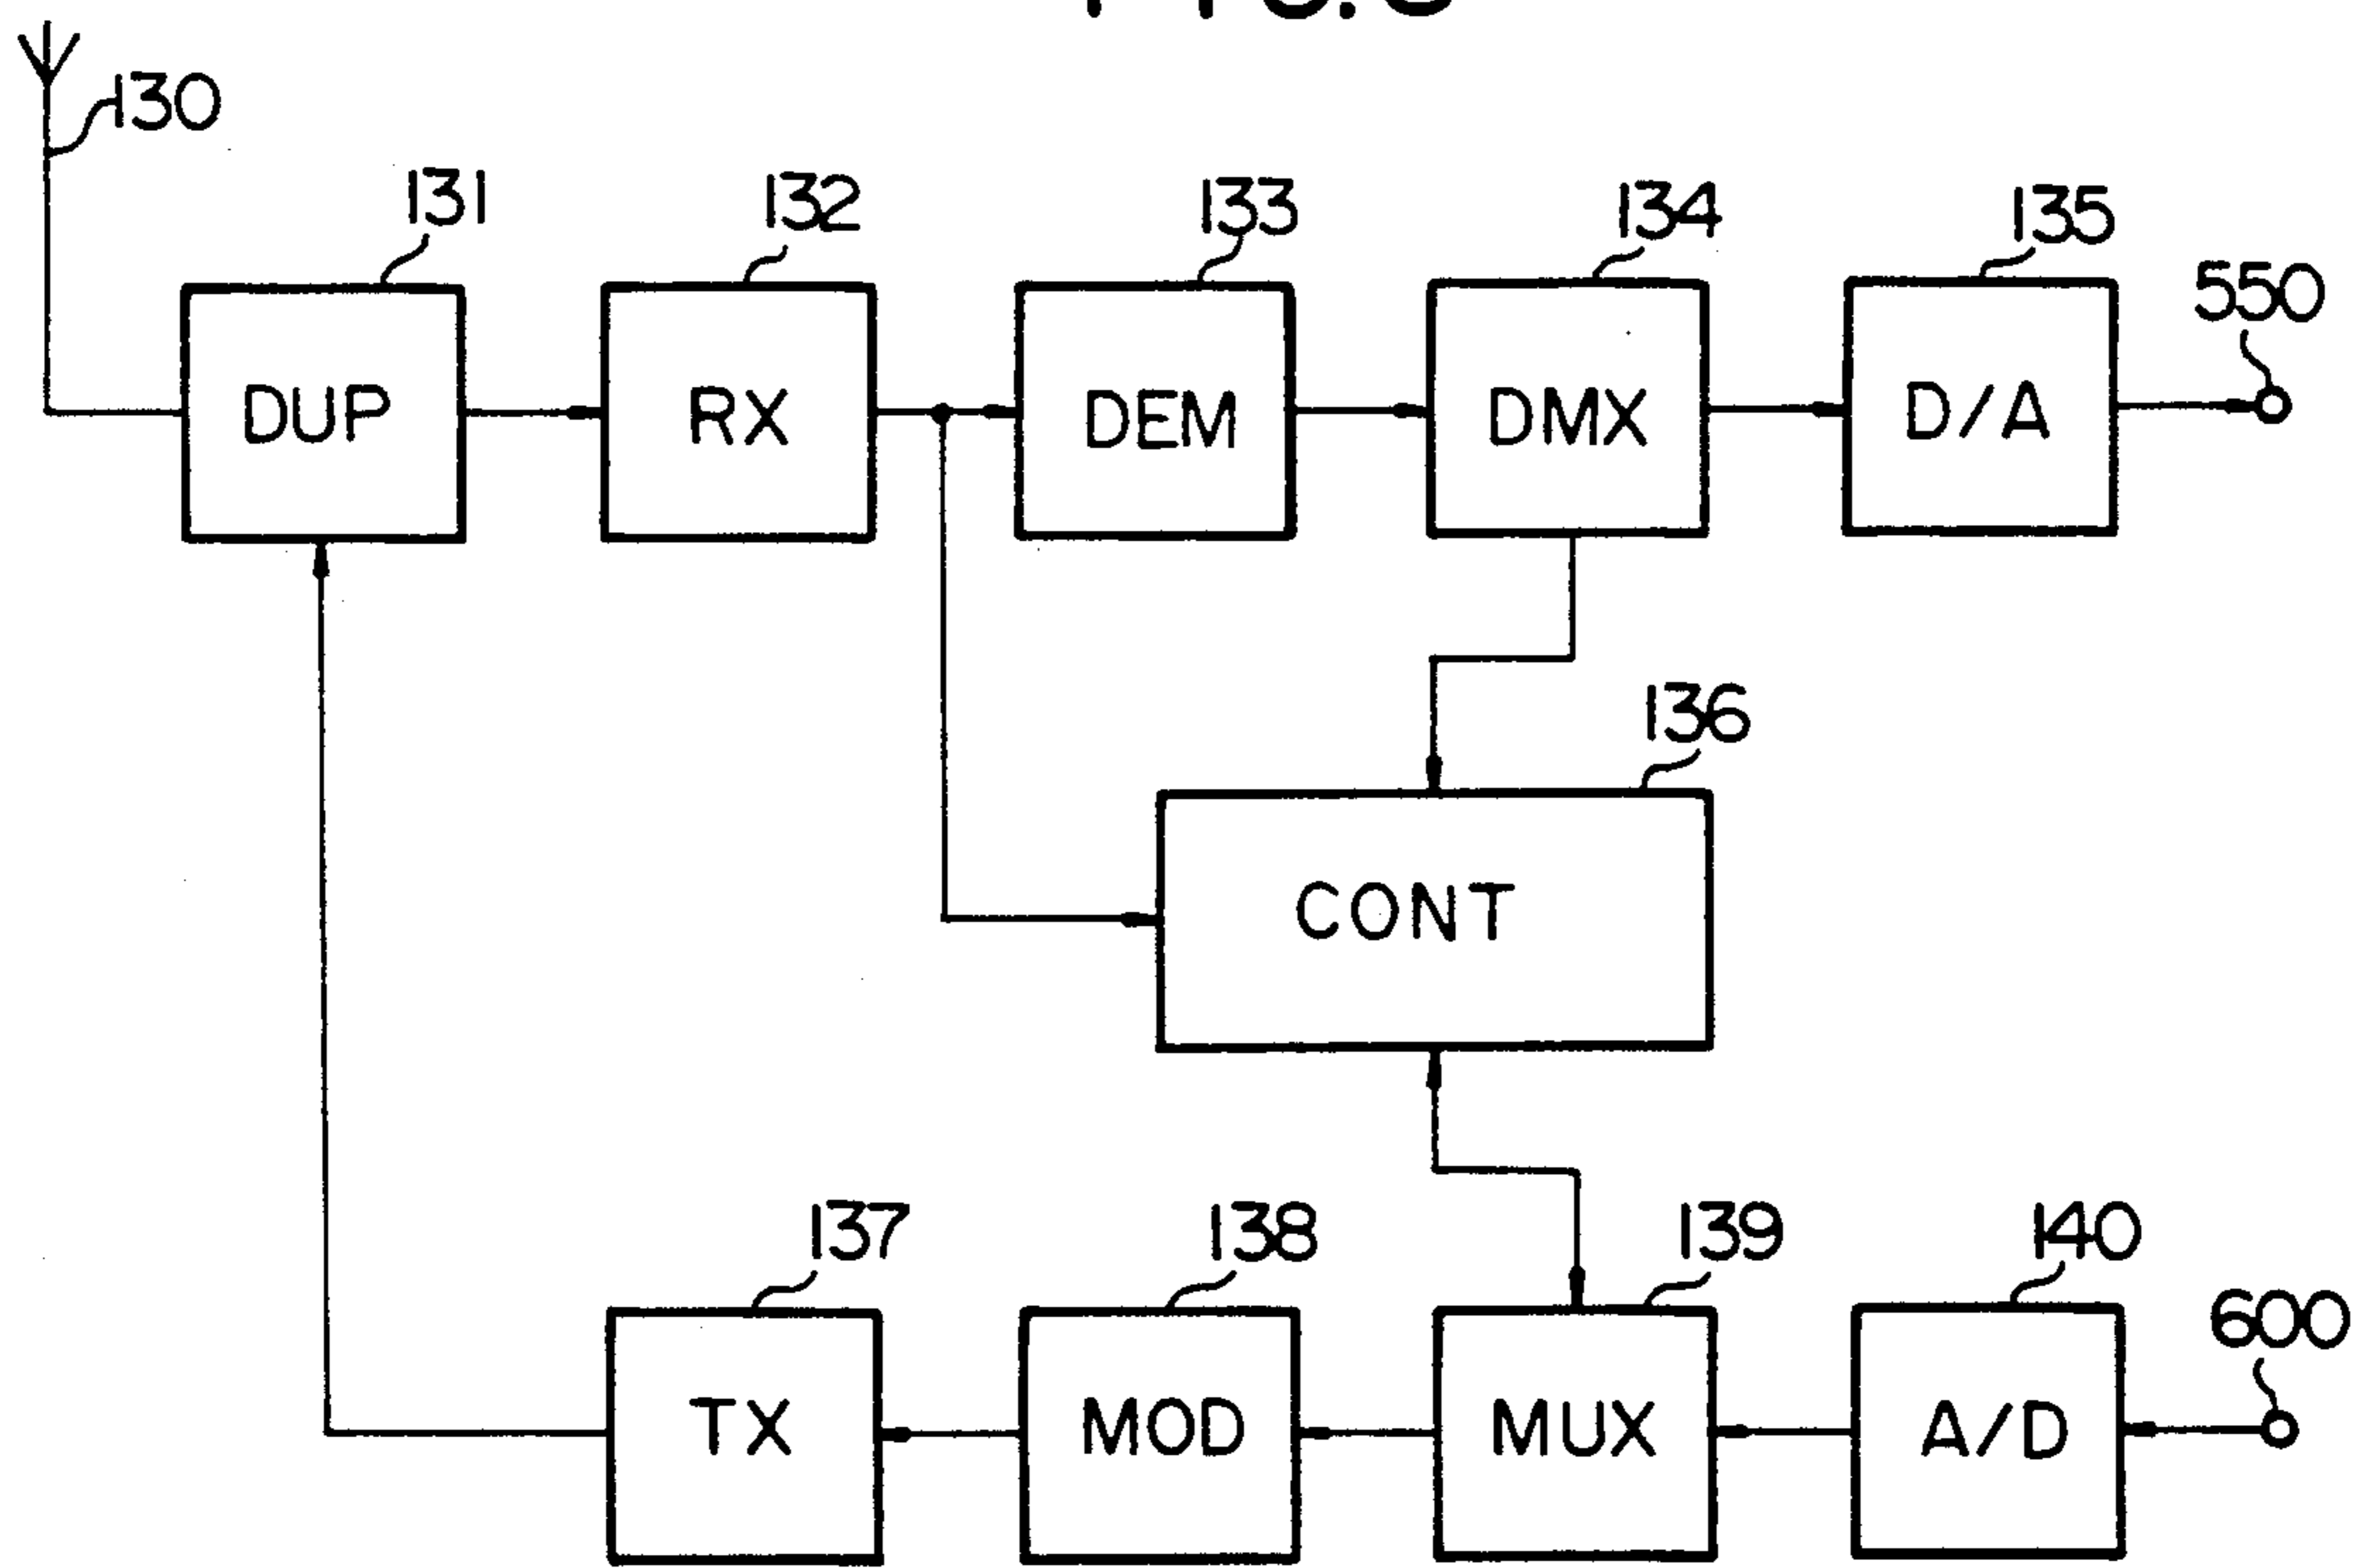 130
131 132 133 134 135
550
DUP RX DEM DMX D/A
136
CONT
137 138 139 140
600
TX MOD MUX A/D